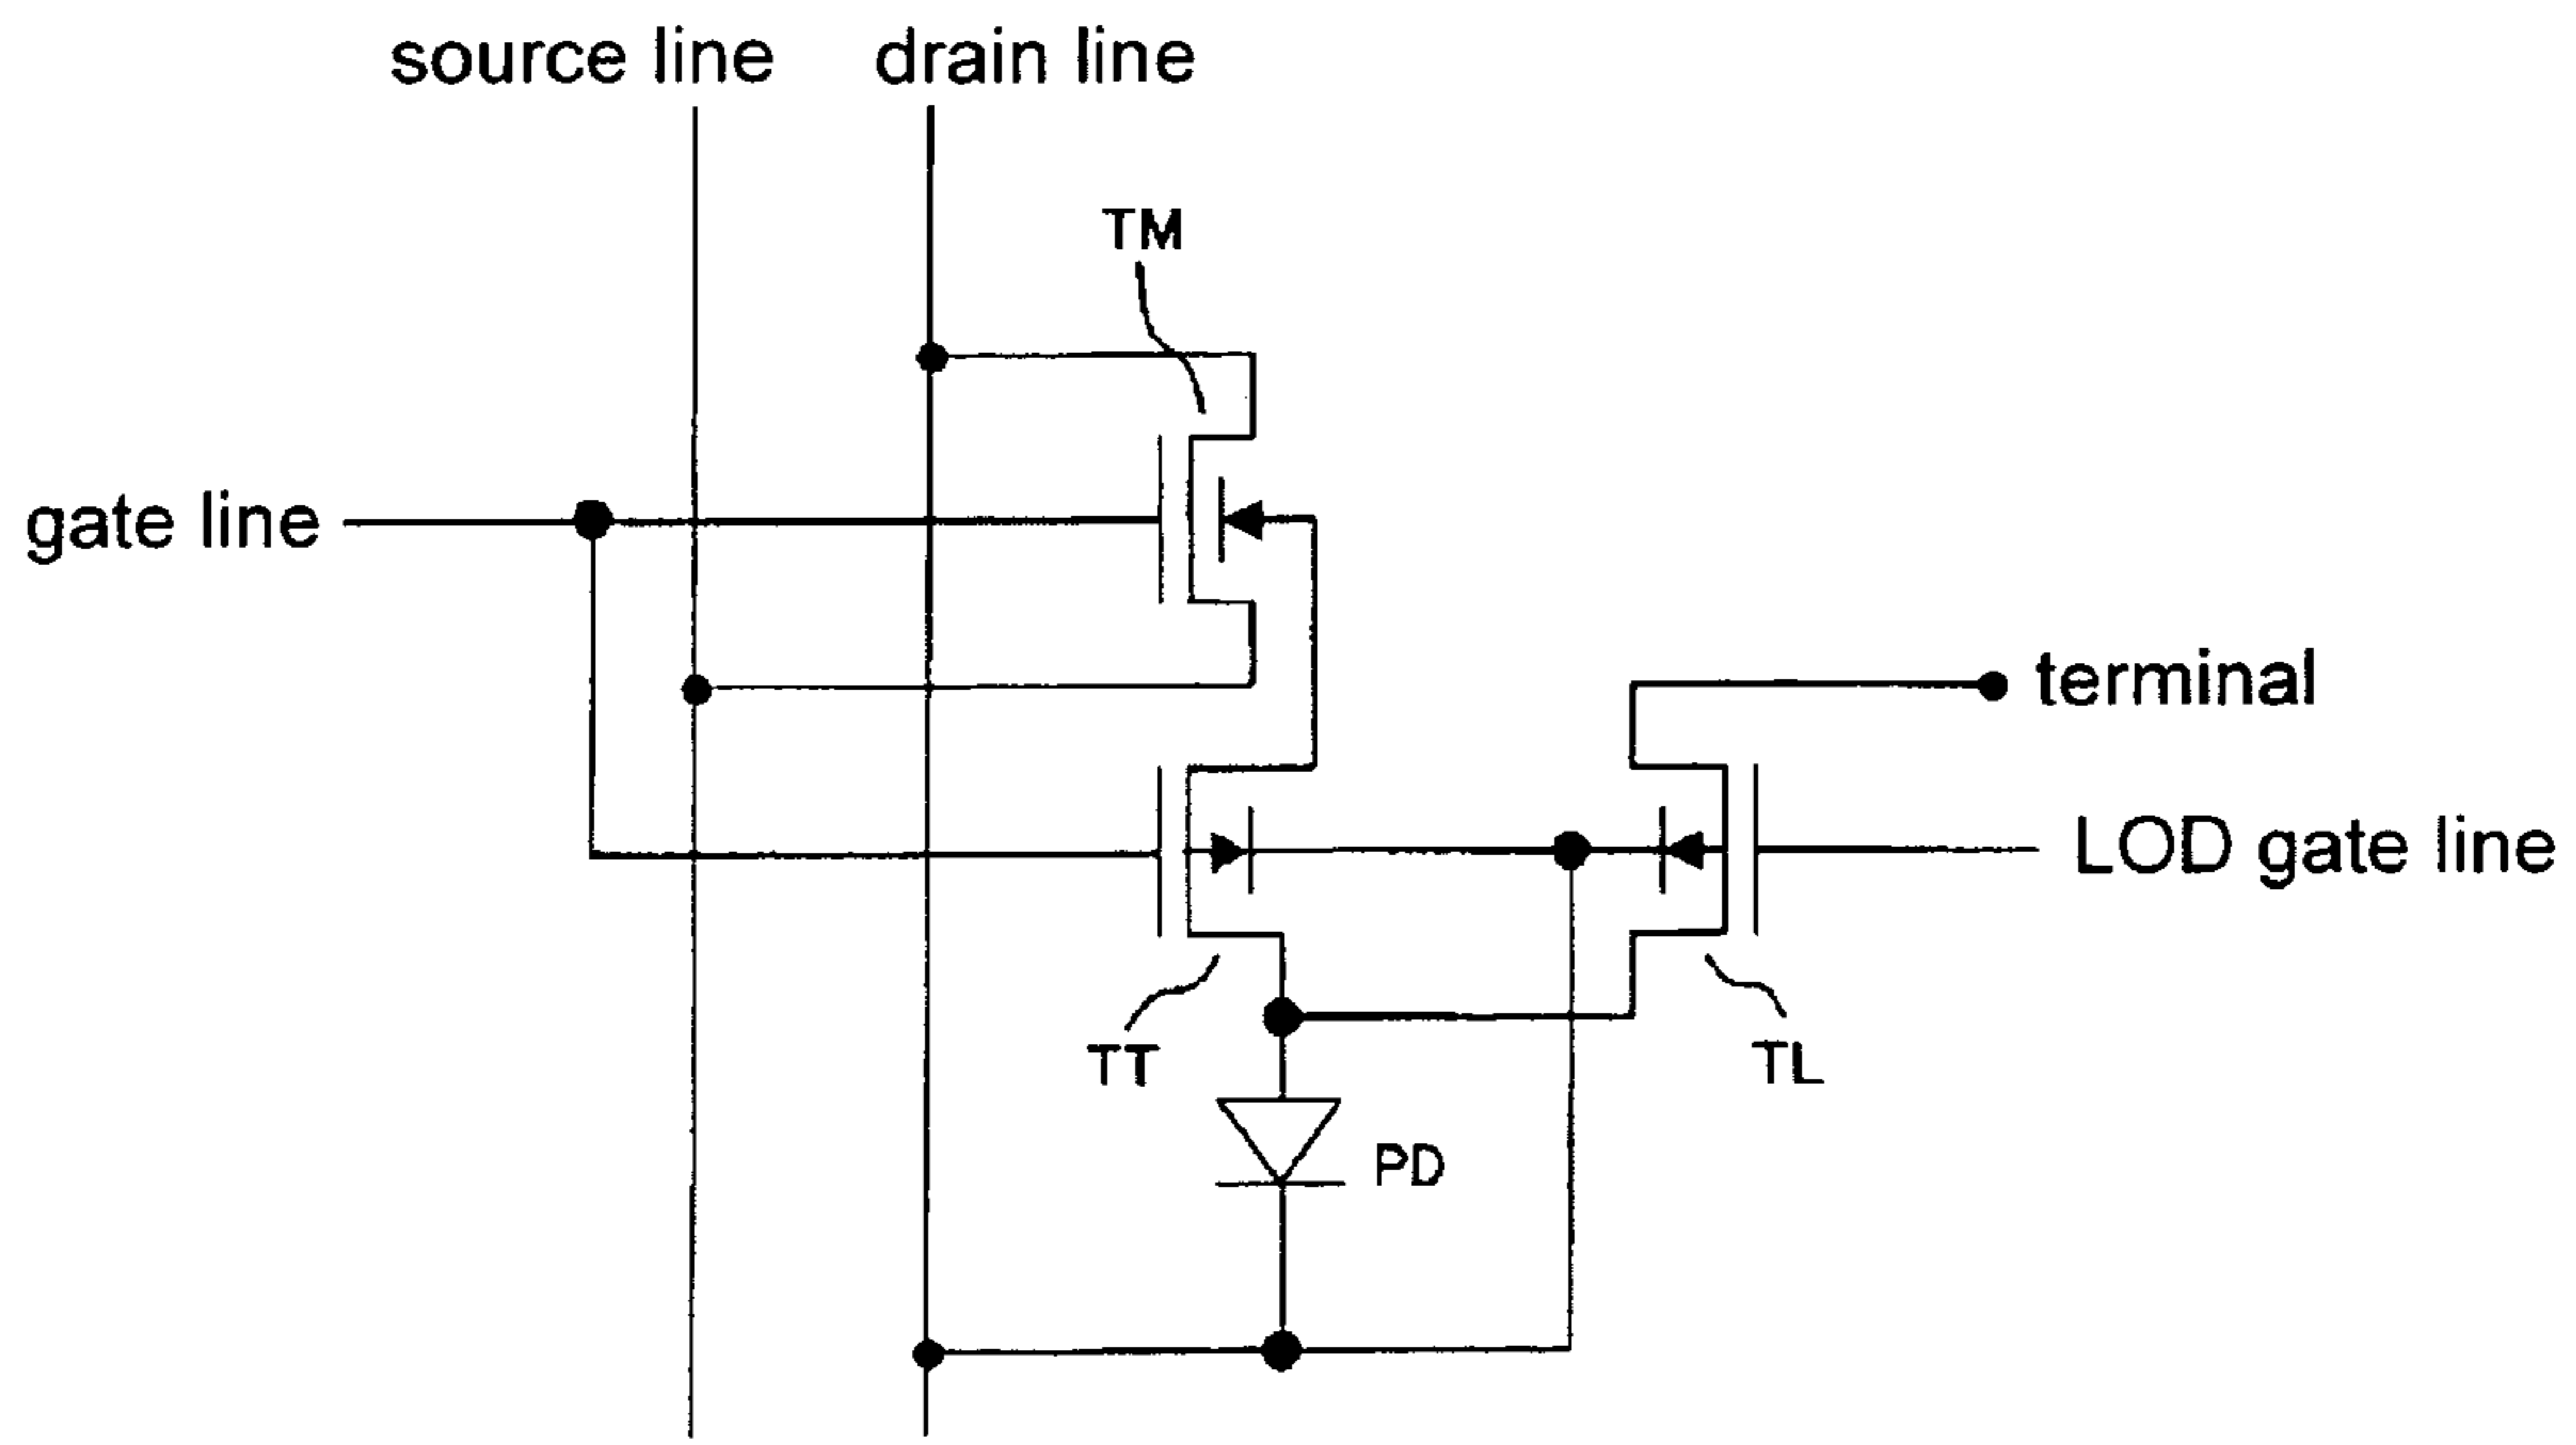 source line
drain line
TM
gate line
terminal
LOD gate line
TT
TL
PD